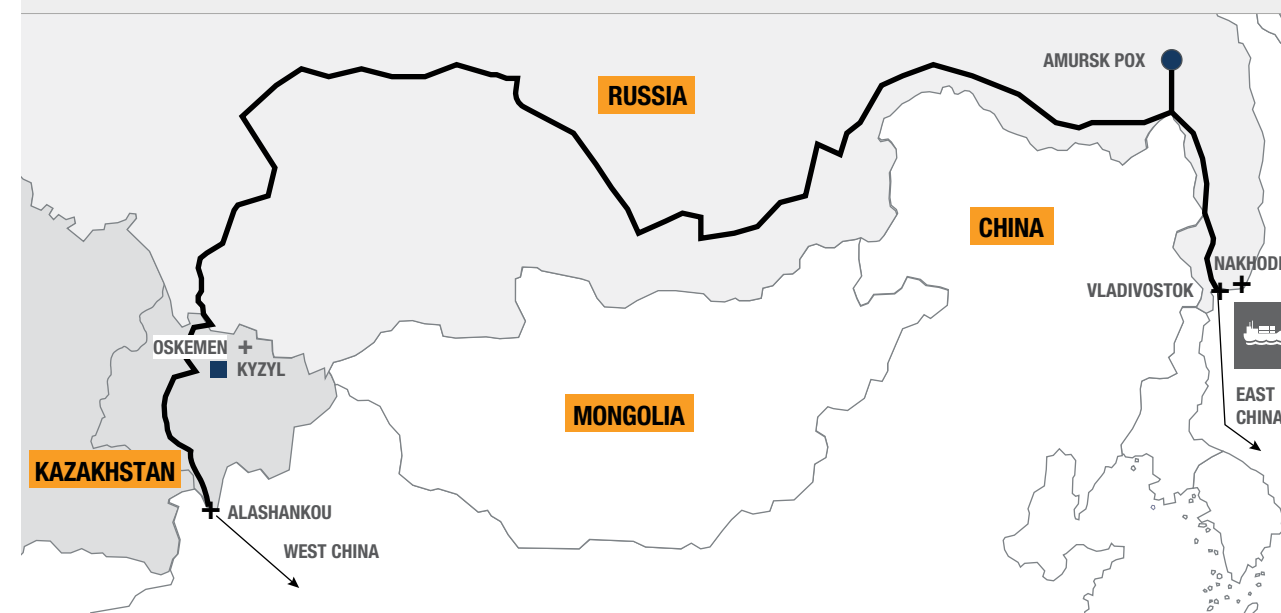 AMURSK POX
RUSSIA
CHINA
NAKHOD
VLADIVOSTOK
OSKEMEN
KYZYL
EAST
CHINA
MONGOLIA
KAZAKHSTAN
ALASHANKOU
WEST CHINA